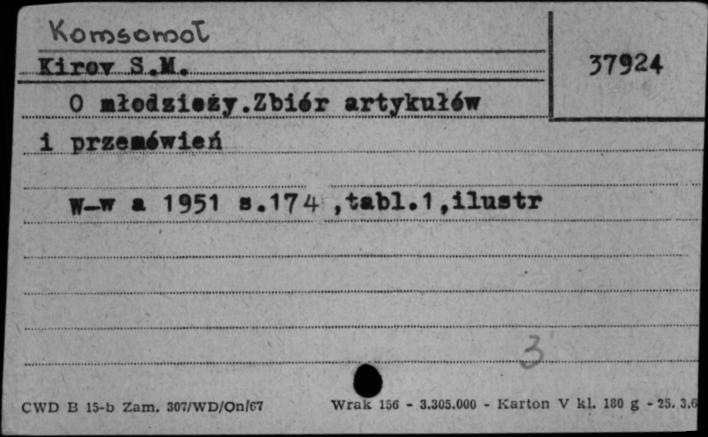 Komsomoł
Kirov S.M.
37924
O młodzieży.Zbiór artykułów
i przemówień
W-w a 1951 s.174 ,tabl.1,ilustr
3
CWD B 15-b Zam. 307/WD/On/67 Wrak 156 - 3.305.000 - Karton V kl. 180 g - 25. 3.6